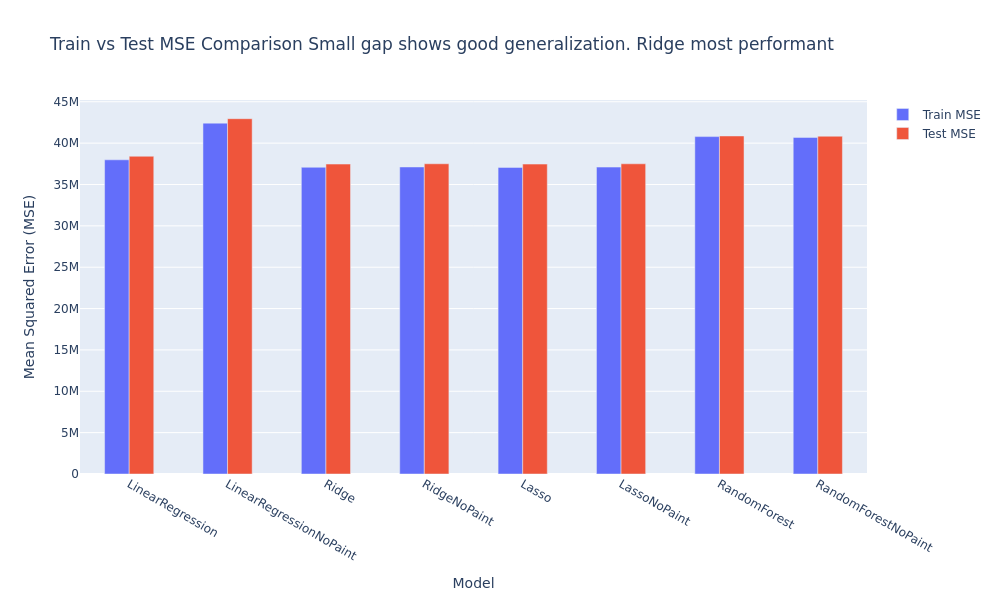 Train vs Test MSE Comparison Small gap shows good generalization. Ridge most performant
Train MSE
Test MSE
Mean Squared Error (MSE)
45M
40M
35M
30M
25M
20M
15M
10M
5M
0
LinearRegression
LinearRegressionNoPaint
Ridge
RidgeNoPaint
Lasso
LassoNoPaint
RandomForest
RandomForestNoPaint
Model